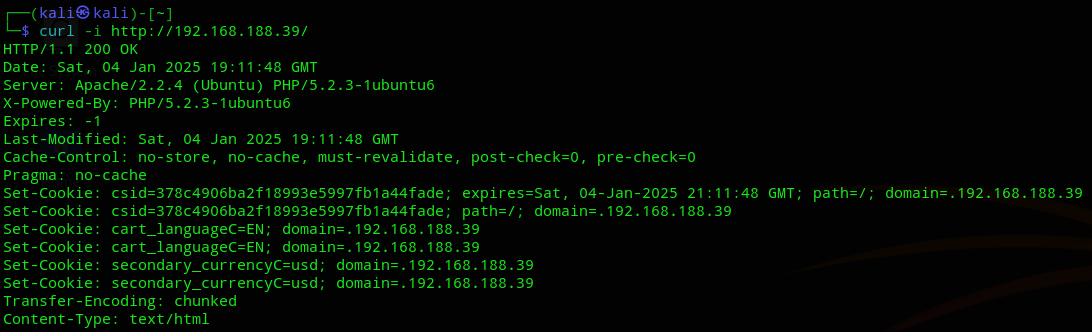 ┌──(kali㉿kali)-[~]
└─$ curl -i http://192.168.188.39/
HTTP/1.1 200 OK
Date: Sat, 04 Jan 2025 19:11:48 GMT
Server: Apache/2.2.4 (Ubuntu) PHP/5.2.3-1ubuntu6
X-Powered-By: PHP/5.2.3-1ubuntu6
Expires: -1
Last-Modified: Sat, 04 Jan 2025 19:11:48 GMT
Cache-Control: no-store, no-cache, must-revalidate, post-check=0, pre-check=0
Pragma: no-cache
Set-Cookie: csid=378c4906ba2f18993e5997fb1a44fade; expires=Sat, 04-Jan-2025 21:11:48 GMT; path=/; domain=.192.168.188.39
Set-Cookie: csid=378c4906ba2f18993e5997fb1a44fade; path=/; domain=.192.168.188.39
Set-Cookie: cart_languageC=EN; domain=.192.168.188.39
Set-Cookie: cart_languageC=EN; domain=.192.168.188.39
Set-Cookie: secondary_currencyC=usd; domain=.192.168.188.39
Set-Cookie: secondary_currencyC=usd; domain=.192.168.188.39
Transfer-Encoding: chunked
Content-Type: text/html